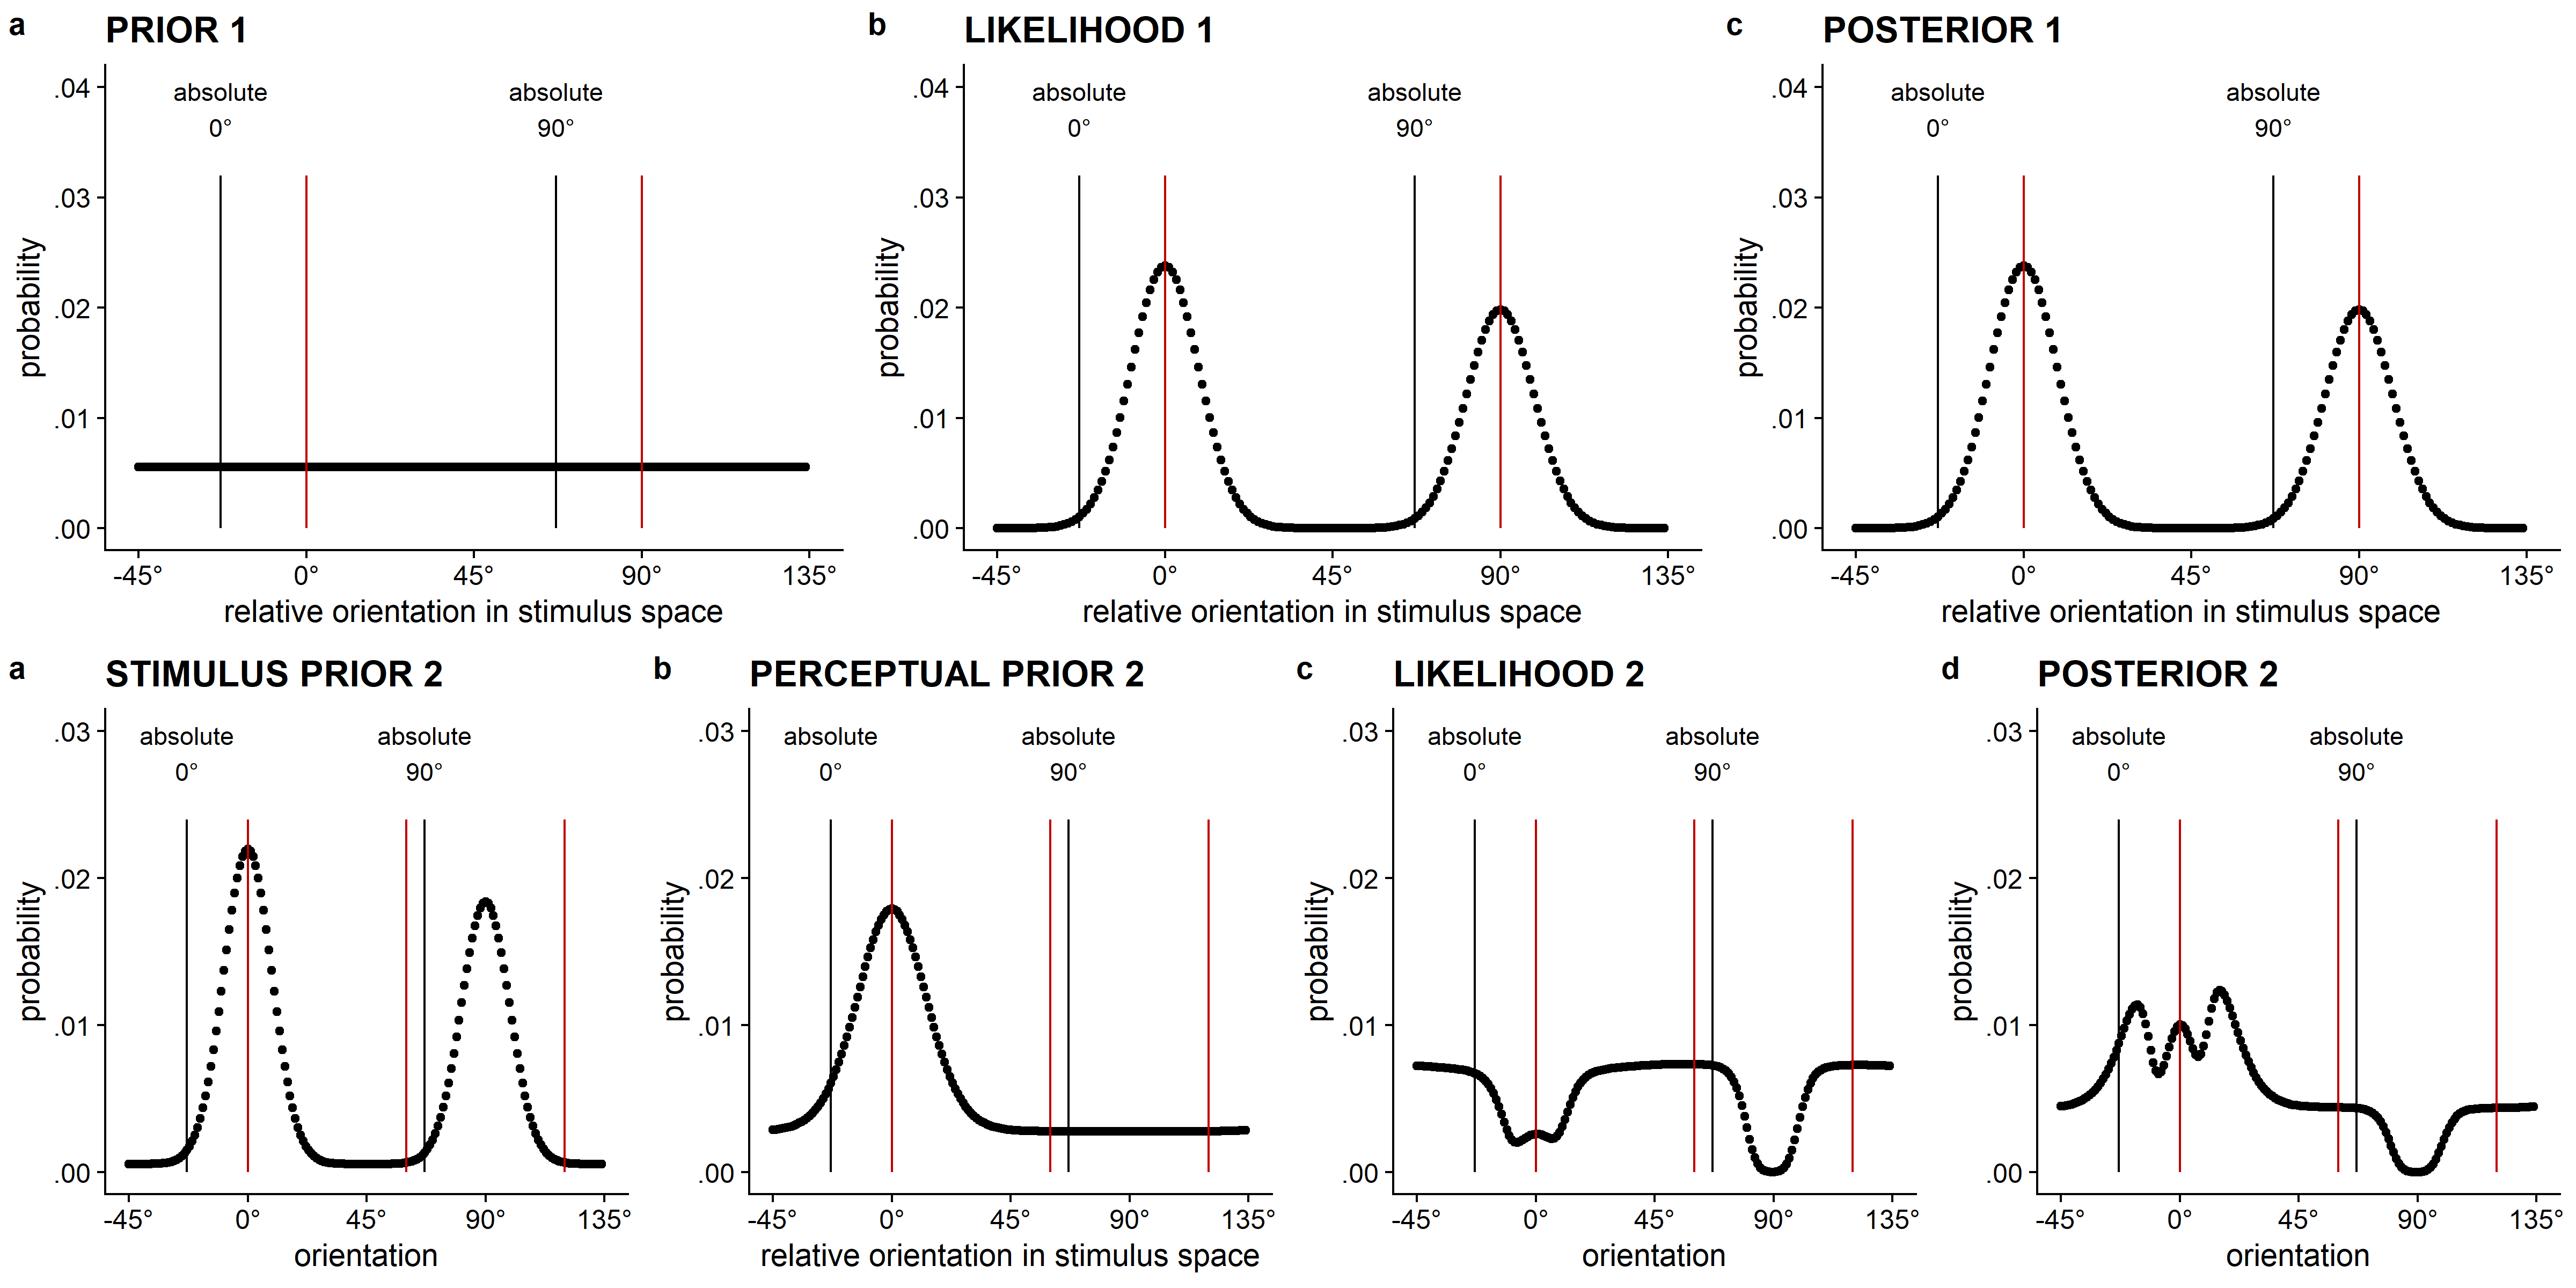 a PRIOR 1
.04
.03
.02
.01
.00
absolute
0°
absolute
90°
-45° 0° 45° 90° 135°
relative orientation in stimulus space
probability
b LIKELIHOOD 1
.04
.03
.02
.01
.00
absolute
0°
absolute
90°
-45° 0° 45° 90° 135°
relative orientation in stimulus space
probability
c POSTERIOR 1
.04
.03
.02
.01
.00
absolute
0°
absolute
90°
-45° 0° 45° 90° 135°
relative orientation in stimulus space
probability
a STIMULUS PRIOR 2
.03
.02
.01
.00
absolute
0°
absolute
90°
-45° 0° 45° 90° 135°
orientation
probability
b PERCEPTUAL PRIOR 2
.03
.02
.01
.00
absolute
0°
absolute
90°
-45° 0° 45° 90° 135°
relative orientation in stimulus space
probability
c LIKELIHOOD 2
.03
.02
.01
.00
absolute
0°
absolute
90°
-45° 0° 45° 90° 135°
orientation
probability
d POSTERIOR 2
.03
.02
.01
.00
absolute
0°
absolute
90°
-45° 0° 45° 90° 135°
orientation
probability